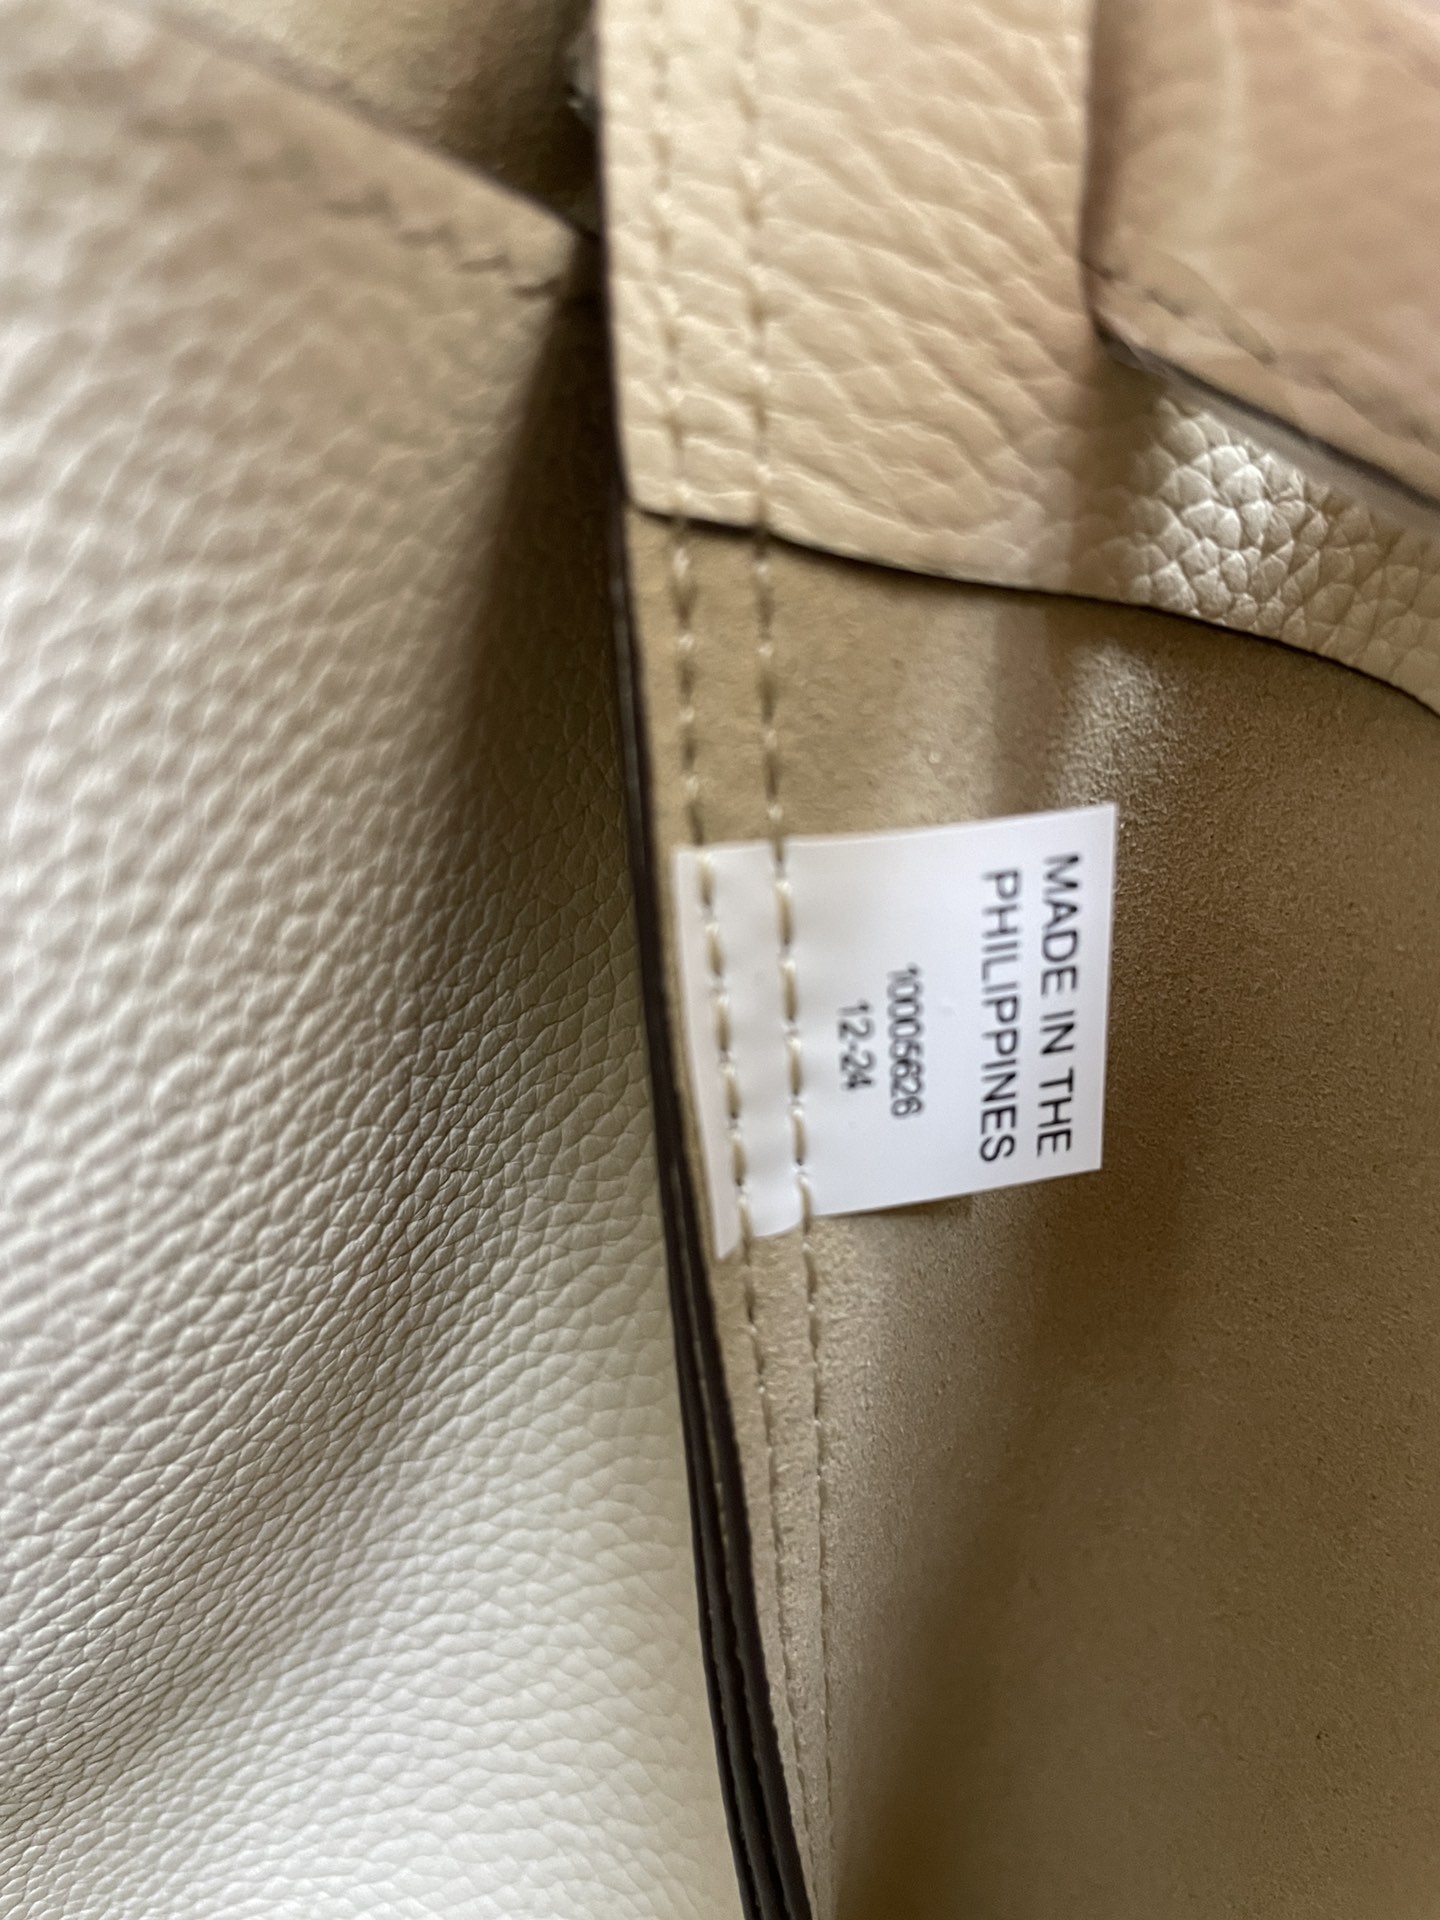 MADE IN THE
PHILIPPINES
10005626
12-24